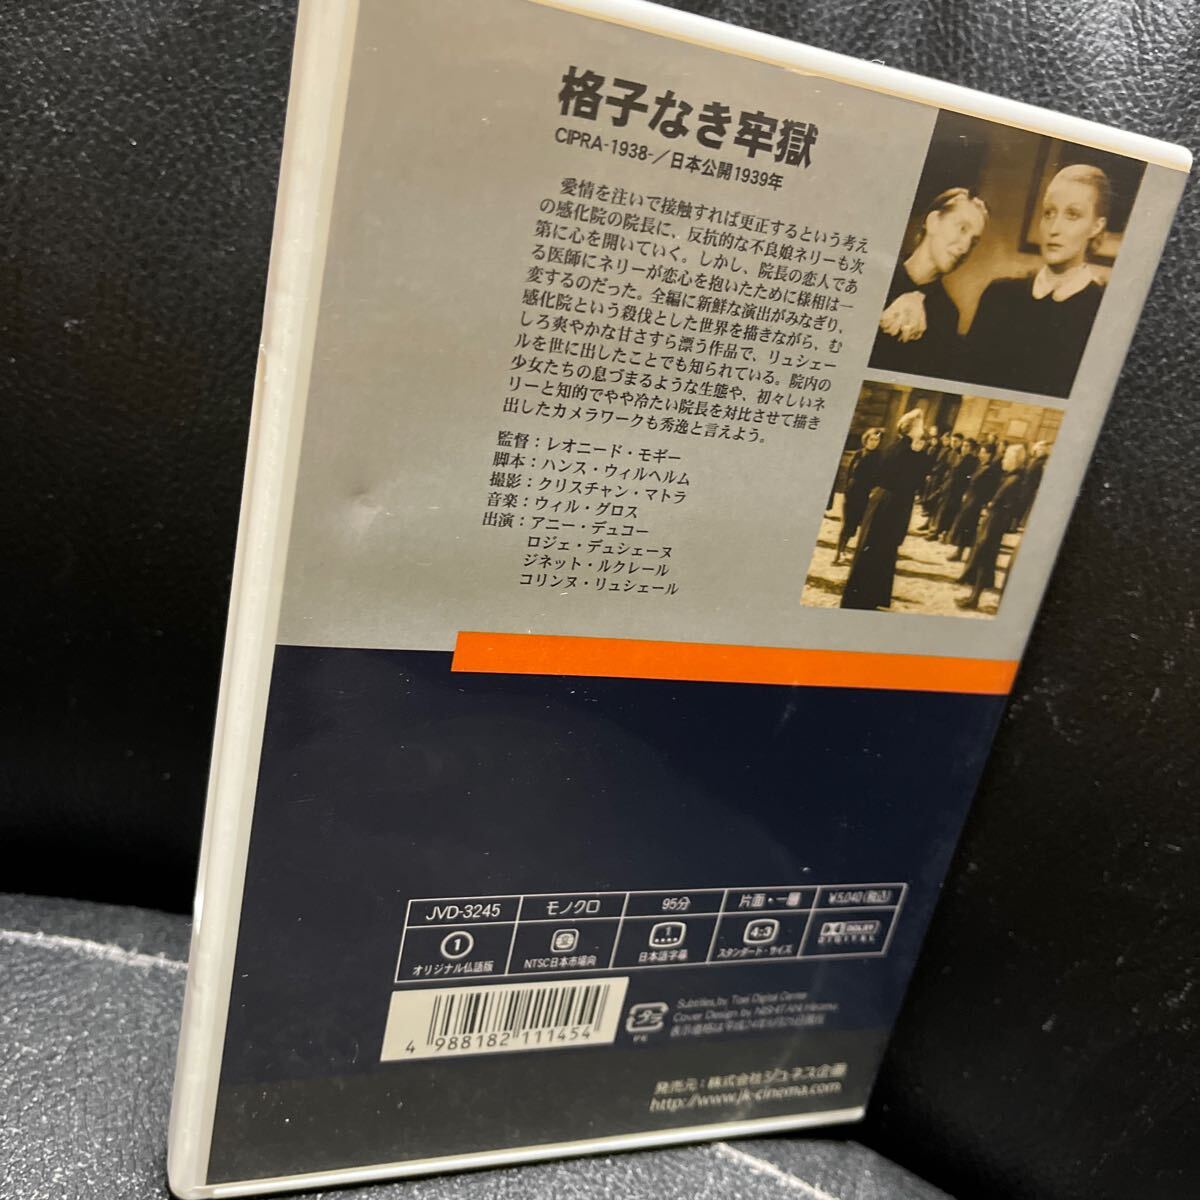 格子なき牢獄
CIPRA-1938-／日本公開1939年
愛情を注いで接触すれば更正するという考え
の感化院の院長に、反抗的な不良娘ネリーも次
第に心を開いていく。しかし、院長の恋人であ
る医師にネリーが恋心を抱いたために様相は一
変するのだった。全編に新鮮な演出がみなぎり、
感化院という殺伐とした世界を描きながら、む
しろ爽やかな甘さすら漂う作品で、リュシェー
ルを世に出したことでも知られている。院内の
少女たちの息づまるような生態や、初々しいネ
リーと知的でやや冷たい院長を対比させて描き
出したカメラワークも秀逸と言えよう。
監督：レオニード・モギー
脚本：ハンス・ウィルヘルム
撮影：クリスチャン・マトラ
音楽：ウィル・グロス
出演：アニー・デュコー
ロジェ・デュシェーヌ
ジネット・ルクレール
コリンヌ・リュシェール
JVD-3245 モノクロ 95分 片面・一層 ¥5,040(税込)
1 2 1 4:3 DOLBY DIGITAL
オリジナル仏語版 NTSC日本市場向 日本語字幕 スタンダード・サイズ
4 988182 111454
Subtitles,by Toei Digital Center
Cover Design by NISHITANI Hiromu
発売元：株式会社ジュネス企画
http://www.jk-cinema.com